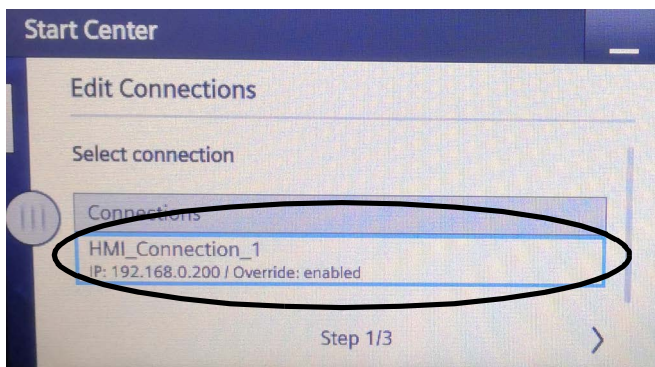 Start Center
Edit Connections
Select connection
Connections
HMI_Connection_1
IP: 192.168.0.200 / Override: enabled
Step 1/3